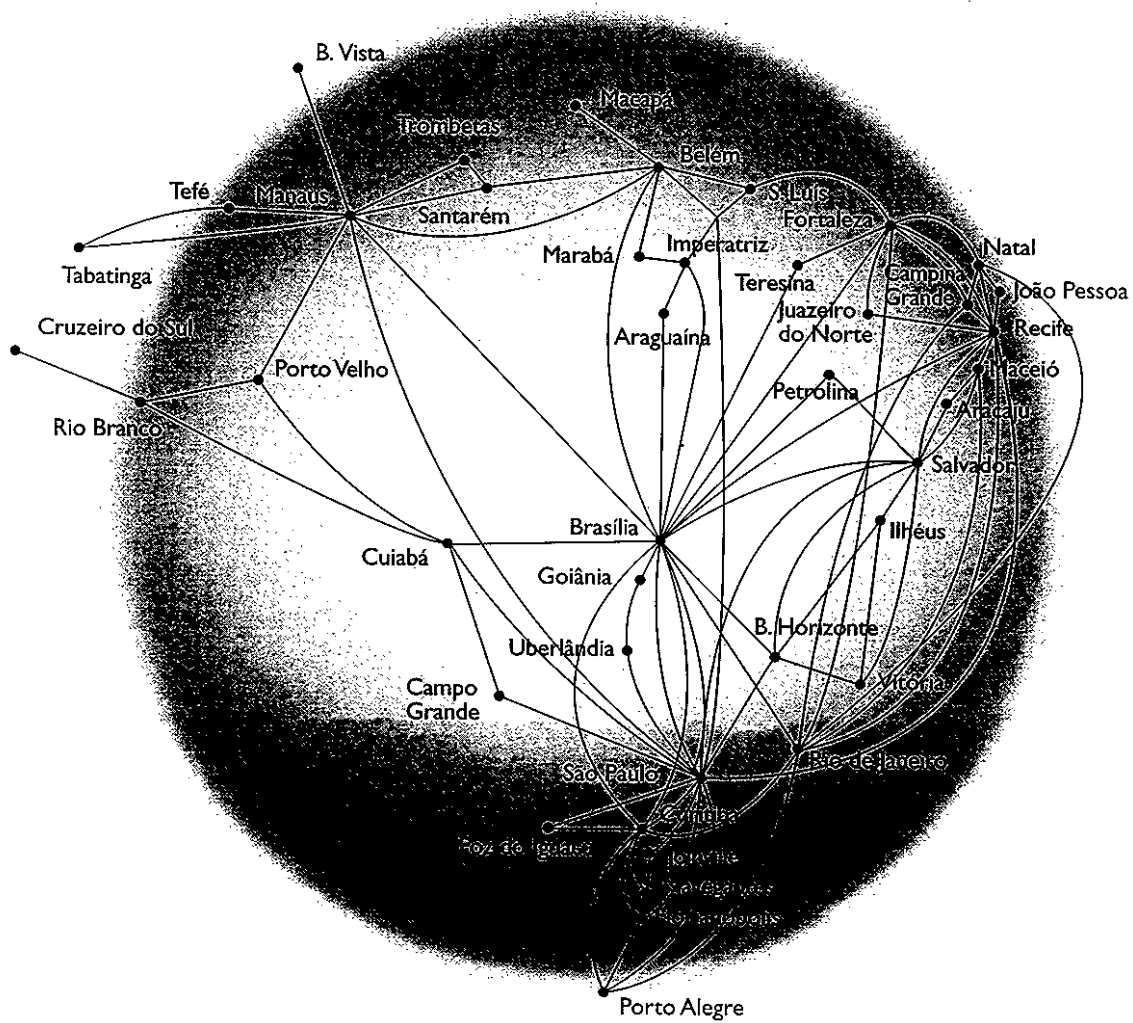 B. Vista
Macapá
Trombetas
Belém
Tefé
Manaus
S. Luís
Santarém
Fortaleza
Marabá
Imperatriz
Natal
Tabatinga
Teresina
Campina
Grande
João Pessoa
Juazeiro
do Norte
Cruzeiro do Sul
Araguaína
Recife
Porto Velho
Maceió
Petrolina
Aracaju
Rio Branco
Salvador
Brasília
Ilhéus
Cuiabá
Goiânia
B. Horizonte
Uberlândia
Campo
Grande
Vitória
Rio de Janeiro
São Paulo
Curitiba
Foz do Iguacu
Joinville
Florianópolis
Porto Alegre